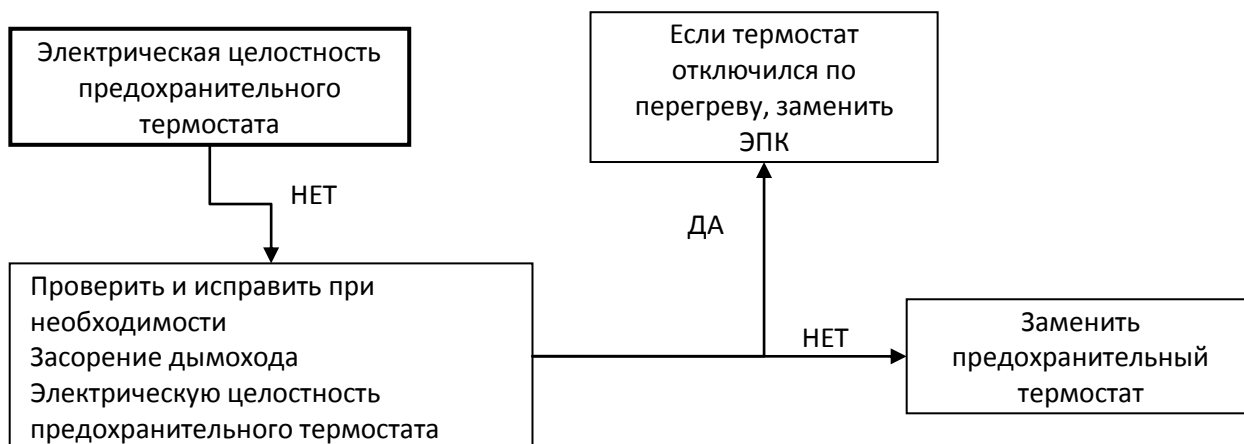 Электрическая целостность
предохранительного
термостата
Если термостат
отключился по
перегреву, заменить
ЭПК
НЕТ
ДА
Проверить и исправить при
необходимости
Засорение дымохода
Электрическую целостность
предохранительного термостата
НЕТ
Заменить
предохранительный
термостат